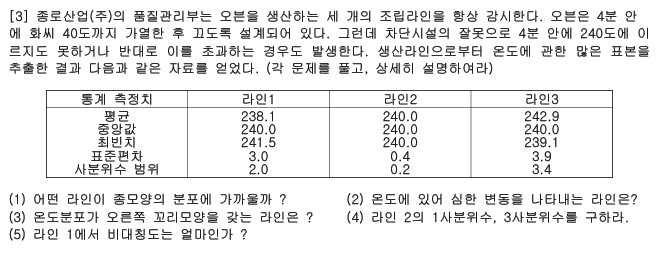 [3] 종로산업(주)의 품질관리부는 오븐을 생산하는 세 개의 조립라인을 항상 감시한다. 오븐은 4분 안
에 화씨 40도까지 가열한 후 끄도록 설계되어 있다. 그런데 차단시설의 잘못으로 4분 안에 240도에 이
르지도 못하거나 반대로 이를 초과하는 경우도 발생한다. 생산라인으로부터 온도에 관한 많은 표본을
추출한 결과 다음과 같은 자료를 얻었다. (각 문제를 풀고, 상세히 설명하여라)
통계 측정치 라인1 라인2 라인3
평균 238.1 240.0 242.9
중앙값 240.0 240.0 240.0
최빈치 241.5 240.0 239.1
표준편차 3.0 0.4 3.9
사분위수 범위 2.0 0.2 3.4
(1) 어떤 라인이 종모양의 분포에 가까울까 ? (2) 온도에 있어 심한 변동을 나타내는 라인은?
(3) 온도분포가 오른쪽 꼬리모양을 갖는 라인은 ? (4) 라인 2의 1사분위수, 3사분위수를 구하라.
(5) 라인 1에서 비대칭도는 얼마인가 ?